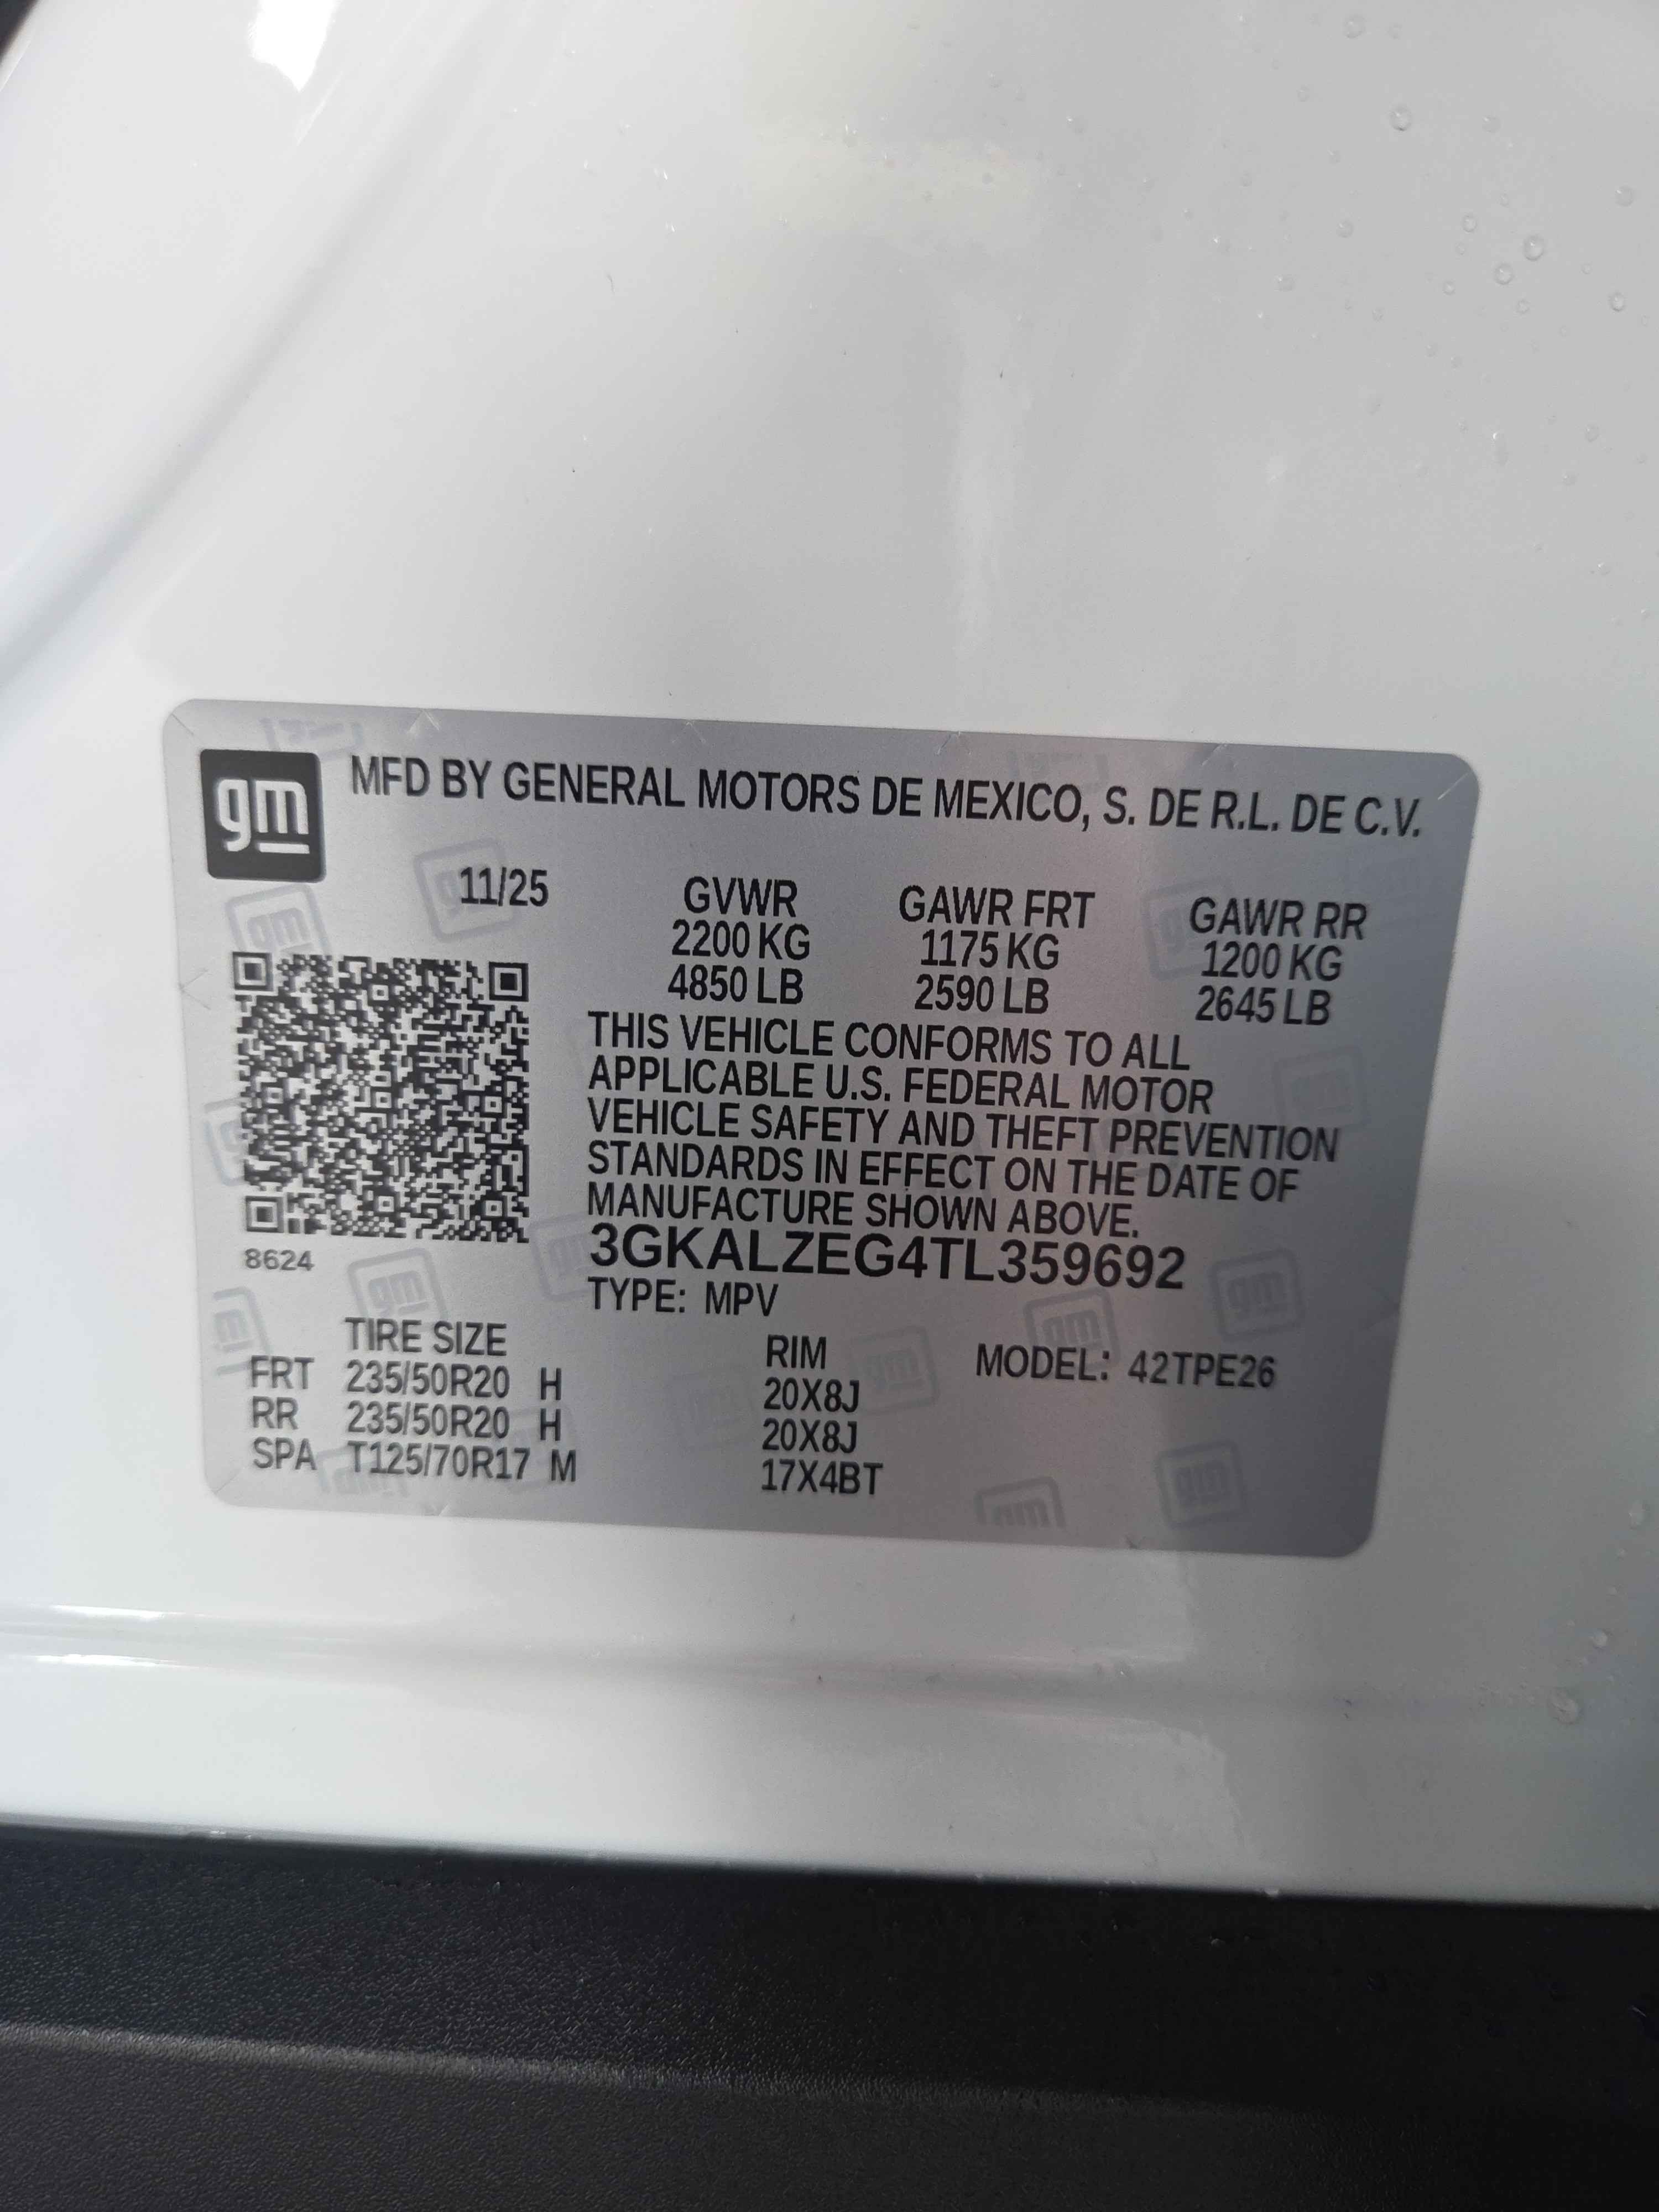 gm MFD BY GENERAL MOTORS DE MEXICO, S. DE R.L. DE C.V.
11/25 GVWR GAWR FRT GAWR RR
2200 KG 1175 KG 1200 KG
4850 LB 2590 LB 2645 LB
THIS VEHICLE CONFORMS TO ALL
APPLICABLE U.S. FEDERAL MOTOR
VEHICLE SAFETY AND THEFT PREVENTION
STANDARDS IN EFFECT ON THE DATE OF
MANUFACTURE SHOWN ABOVE.
8624 3GKALZEG4TL359692
TYPE: MPV
TIRE SIZE RIM MODEL: 42TPE26
FRT 235/50R20 H 20X8J
RR 235/50R20 H 20X8J
SPA T125/70R17 M 17X4BT